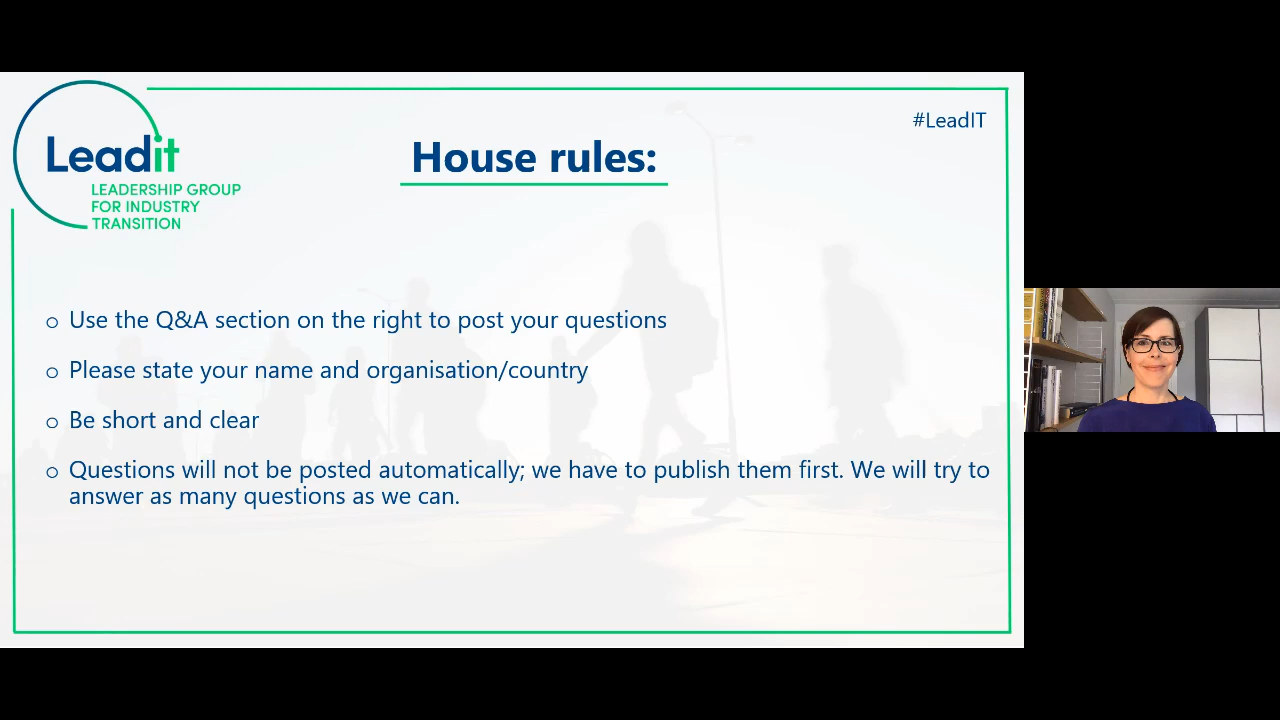 #LeadIT
Leadit
LEADERSHIP GROUP
FOR INDUSTRY
TRANSITION
House rules:
o Use the Q&A section on the right to post your questions
o Please state your name and organisation/country
o Be short and clear
o Questions will not be posted automatically; we have to publish them first. We will try to
answer as many questions as we can.